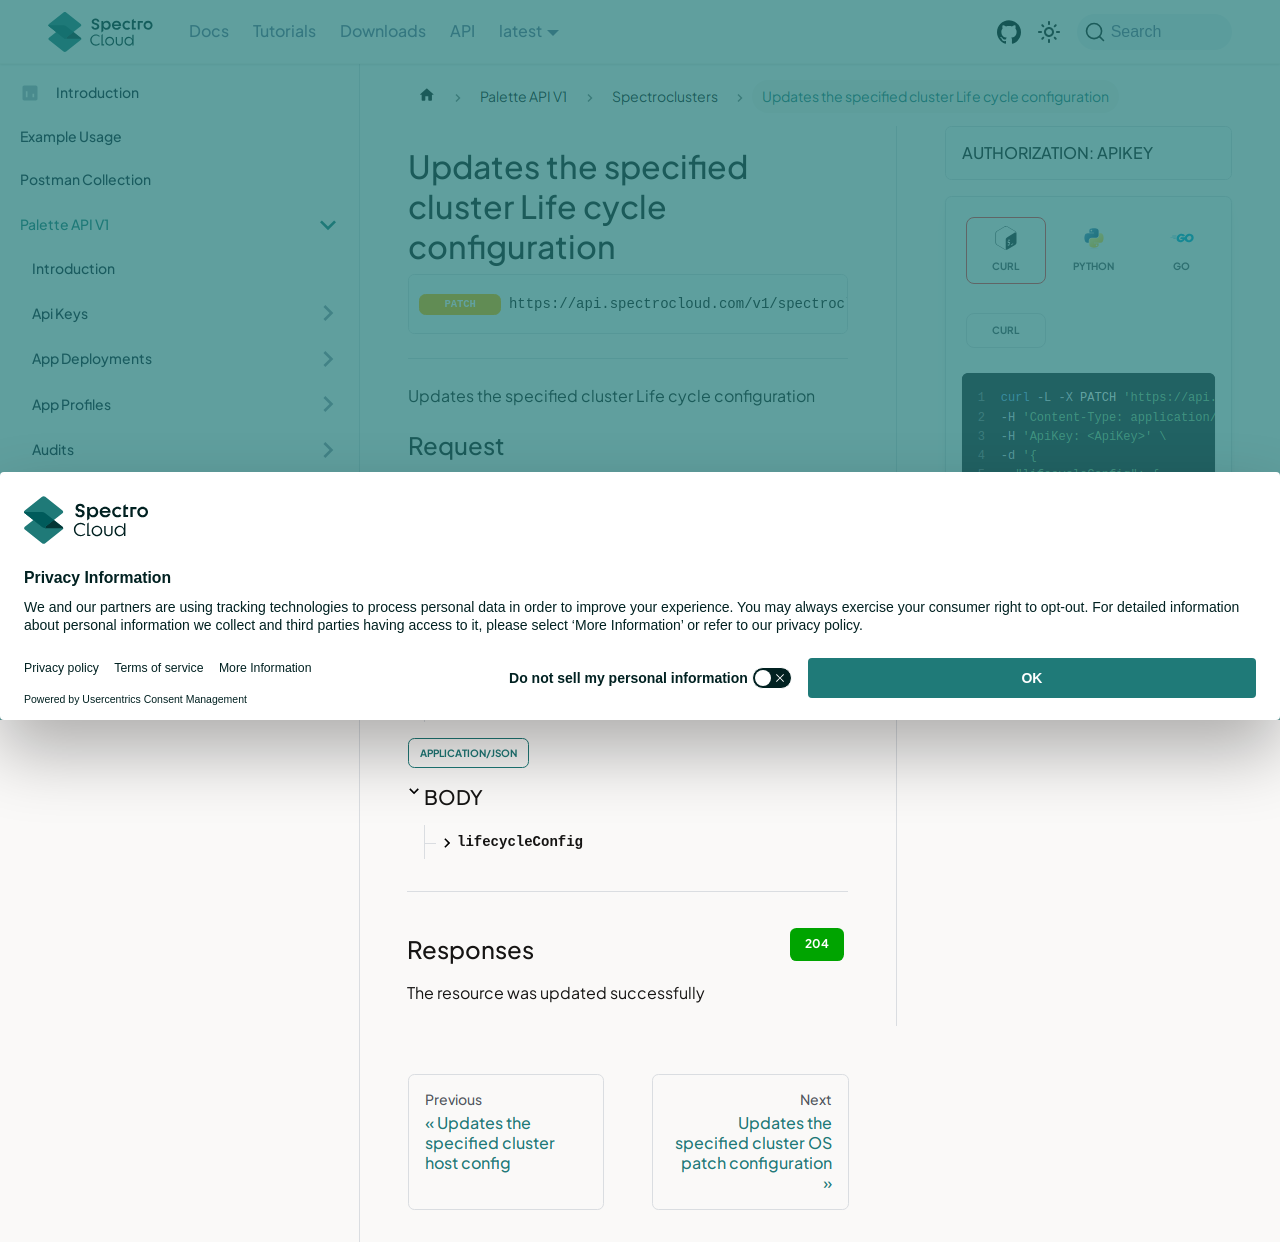 Spectro Cloud
Docs
Tutorials
Downloads
API
latest
Search
Introduction
Example Usage
Postman Collection
Palette API V1
Introduction
Api Keys
App Deployments
App Profiles
Audits
Palette API V1
Spectroclusters
Updates the specified cluster Life cycle configuration
Updates the specified
cluster Life cycle
configuration
PATCH
https://api.spectrocloud.com/v1/spectroc
Updates the specified cluster Life cycle configuration
Request
AUTHORIZATION: APIKEY
CURL
PYTHON
GO
CURL
1 curl -L -X PATCH 'https://api.
2 -H 'Content-Type: application/
3 -H 'ApiKey: <ApiKey>' \
4 -d '{
5 "lifecycleConfig": {
Spectro Cloud
Privacy Information
We and our partners are using tracking technologies to process personal data in order to improve your experience. You may always exercise your consumer right to opt-out. For detailed information
about personal information we collect and third parties having access to it, please select ‘More Information’ or refer to our privacy policy.
Privacy policy
Terms of service
More Information
Do not sell my personal information
OK
Powered by Usercentrics Consent Management
APPLICATION/JSON
BODY
lifecycleConfig
Responses
204
The resource was updated successfully
Previous
« Updates the
specified cluster
host config
Next
Updates the
specified cluster OS
patch configuration
»